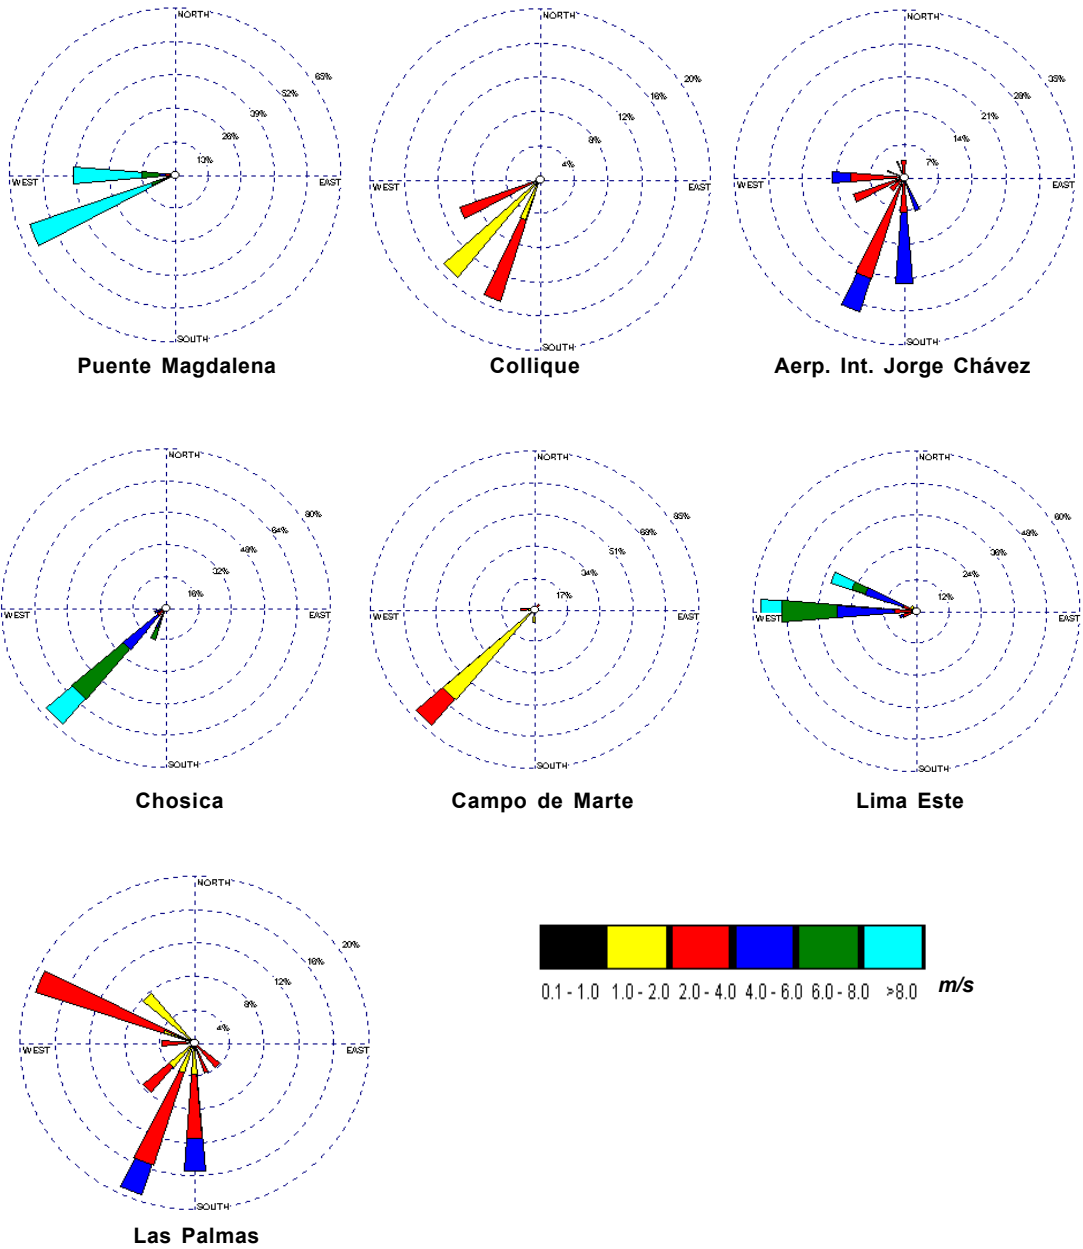 NORTH
65%
52%
39%
26%
13%
WEST
EAST
SOUTH
Puente Magdalena
NORTH
20%
16%
12%
8%
4%
WEST
EAST
SOUTH
Collique
NORTH
35%
28%
21%
14%
7%
WEST
EAST
SOUTH
Aerp. Int. Jorge Chávez
NORTH
80%
64%
48%
32%
16%
WEST
EAST
SOUTH
Chosica
NORTH
85%
68%
51%
34%
17%
WEST
EAST
SOUTH
Campo de Marte
NORTH
60%
48%
36%
24%
12%
WEST
EAST
SOUTH
Lima Este
NORTH
20%
16%
12%
8%
4%
WEST
EAST
SOUTH
Las Palmas
0.1 - 1.0 1.0 - 2.0 2.0 - 4.0 4.0 - 6.0 6.0 - 8.0 >8.0 m/s